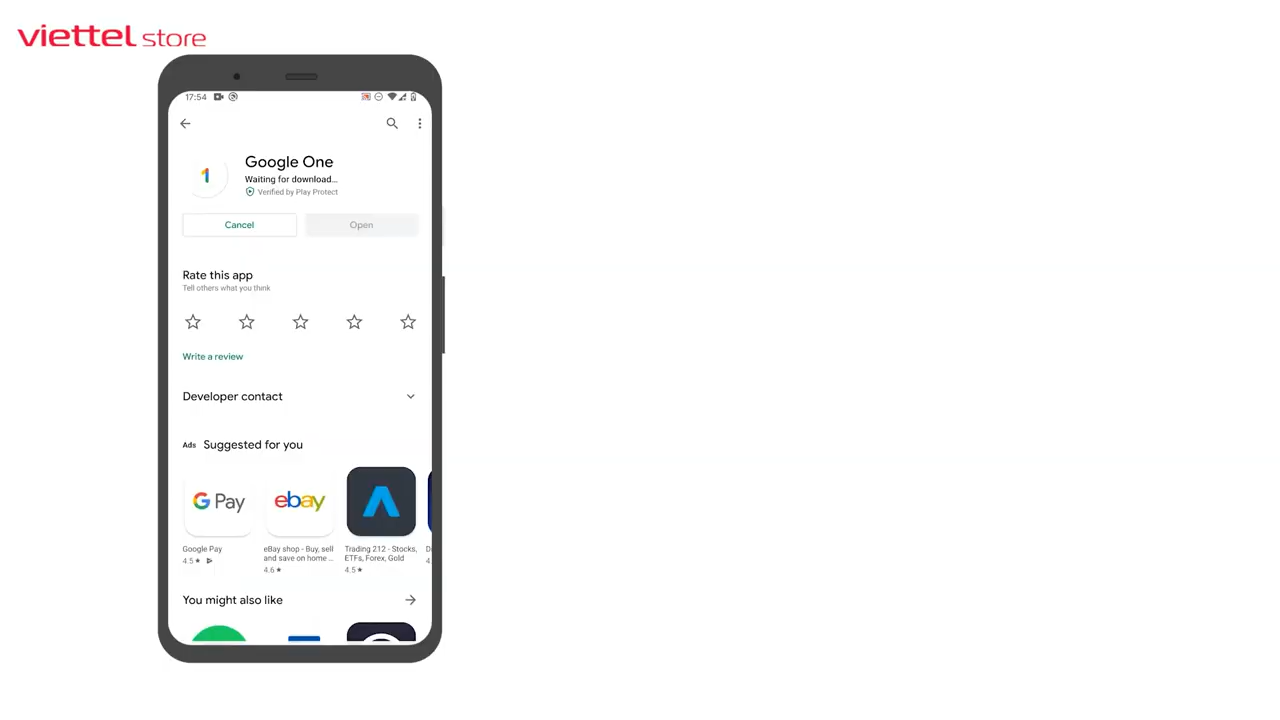 viettel store
17:54
Google One
Waiting for download...
Verified by Play Protect
Cancel
Open
Rate this app
Tell others what you think
Write a review
Developer contact
Ads Suggested for you
G Pay
ebay
Google Pay
4.5★
eBay shop - Buy, sell
and save on home ...
4.6★
Trading 212 - Stocks,
ETFs, Forex, Gold
4.5★
You might also like